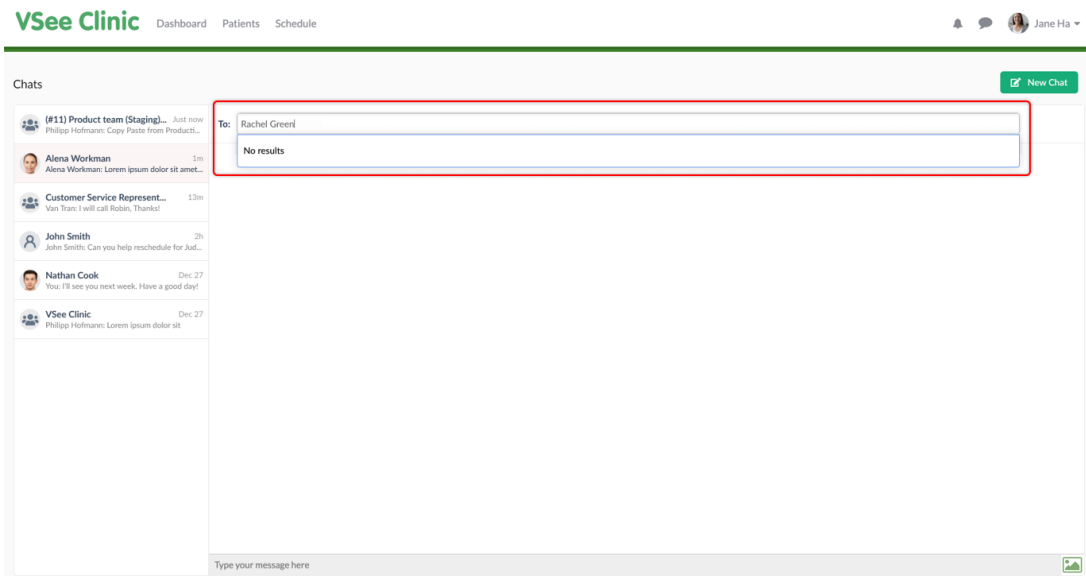 VSee Clinic Dashboard Patients Schedule Jane Ha
Chats
New Chat
(#11) Product team (Staging)... Just now
Philipp Hofmann: Copy Paste from Producti...
Alena Workman 1m
Alena Workman: Lorem ipsum dolor sit amet...
Customer Service Represent... 13m
Van Tran: I will call Robin, Thanks!
John Smith 2h
John Smith: Can you help reschedule for Jud...
Nathan Cook Dec 27
You: I'll see you next week. Have a good day!
VSee Clinic Dec 27
Philipp Hofmann: Lorem ipsum dolor sit
To: Rachel Green
No results
Type your message here